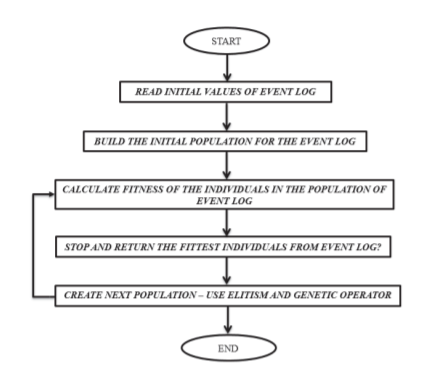 START
READ INITIAL VALUES OF EVENT LOG
BUILD THE INITIAL POPULATION FOR THE EVENT LOG
CALCULATE FITNESS OF THE INDIVIDUALS IN THE POPULATION OF
EVENT LOG
STOP AND RETURN THE FITTEST INDIVIDUALS FROM EVENT LOG?
CREATE NEXT POPULATION – USE ELITISM AND GENETIC OPERATOR
END